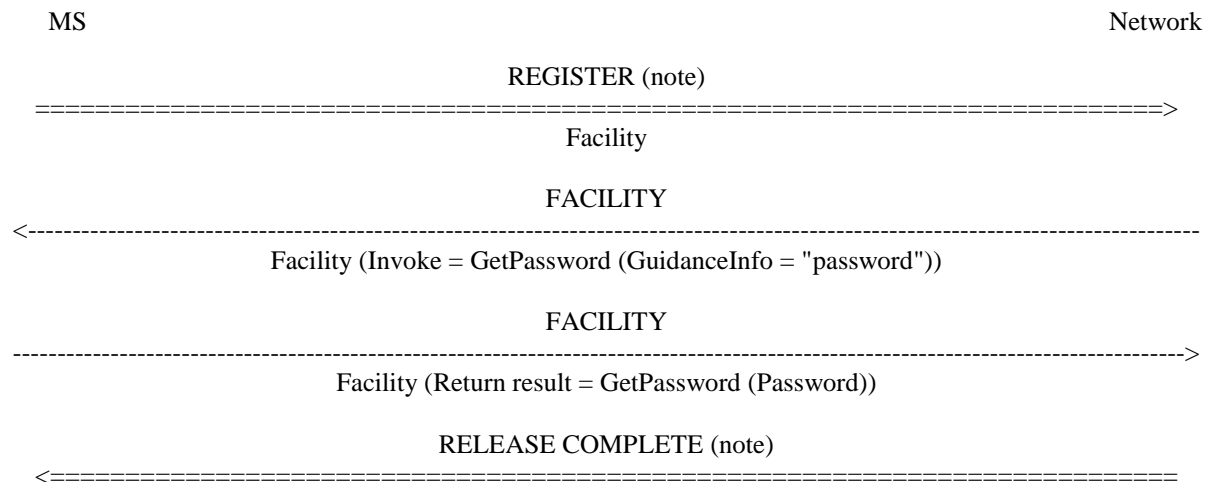 MS Network
REGISTER (note)
===========================================================================>
Facility
FACILITY
<------------------------------------------------------------------------------------------------------------------------------------
Facility (Invoke = GetPassword (GuidanceInfo = "password"))
FACILITY
------------------------------------------------------------------------------------------------------------------------------------>
Facility (Return result = GetPassword (Password))
RELEASE COMPLETE (note)
<===========================================================================